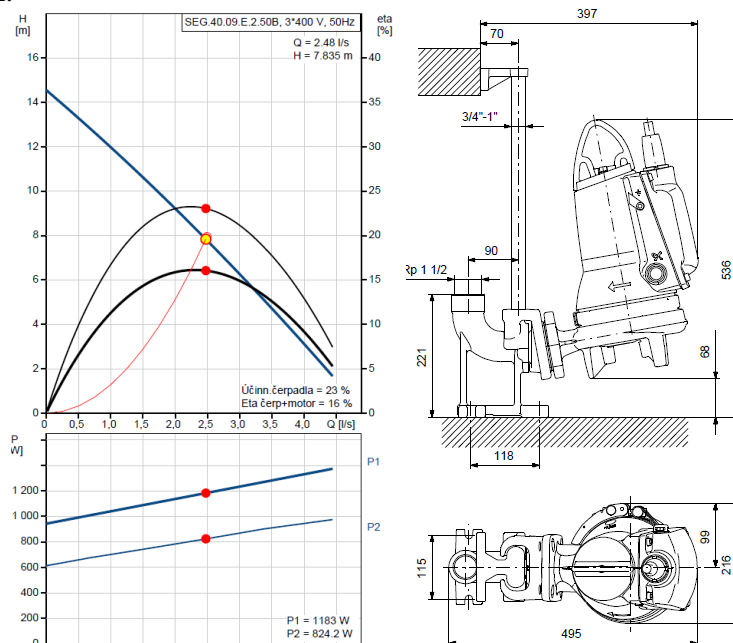 H
[m]
SEG.40.09.E.2.50B, 3*400 V, 50Hz
eta
[%]
Q = 2.48 l/s
H = 7.835 m
16
14
12
10
8
6
4
2
0
40
35
30
25
20
15
10
5
0
Účinn.čerpadla = 23 %
Eta čerp+motor = 16 %
0
0,5
1,0
1,5
2,0
2,5
3,0
3,5
4,0
Q [l/s]
P
W]
1 200
1 000
800
600
400
200
0
P1
P2
P1 = 1183 W
P2 = 824.2 W
397
70
3/4"-1"
90
Rp 1 1/2
221
536
68
118
115
99
216
495